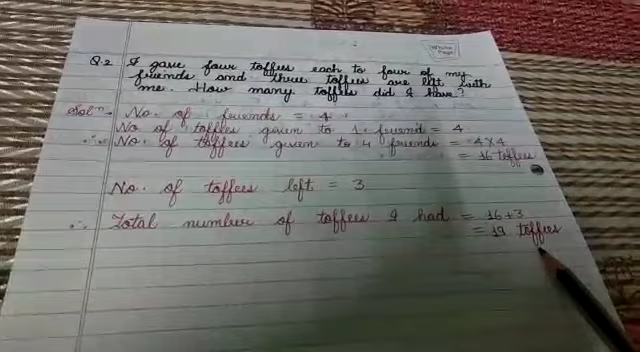 Q.2 I gave four toffees each to four of my
friends and three toffees are left with
me. How many toffees did I have?
Solⁿ- No. of friends = 4
No of toffees given to 1 friend = 4
∴ No. of toffees given to 4 friends = 4×4
= 16 toffees
No. of toffees left = 3
∴ Total number of toffees I had = 16+3
= 19 toffees